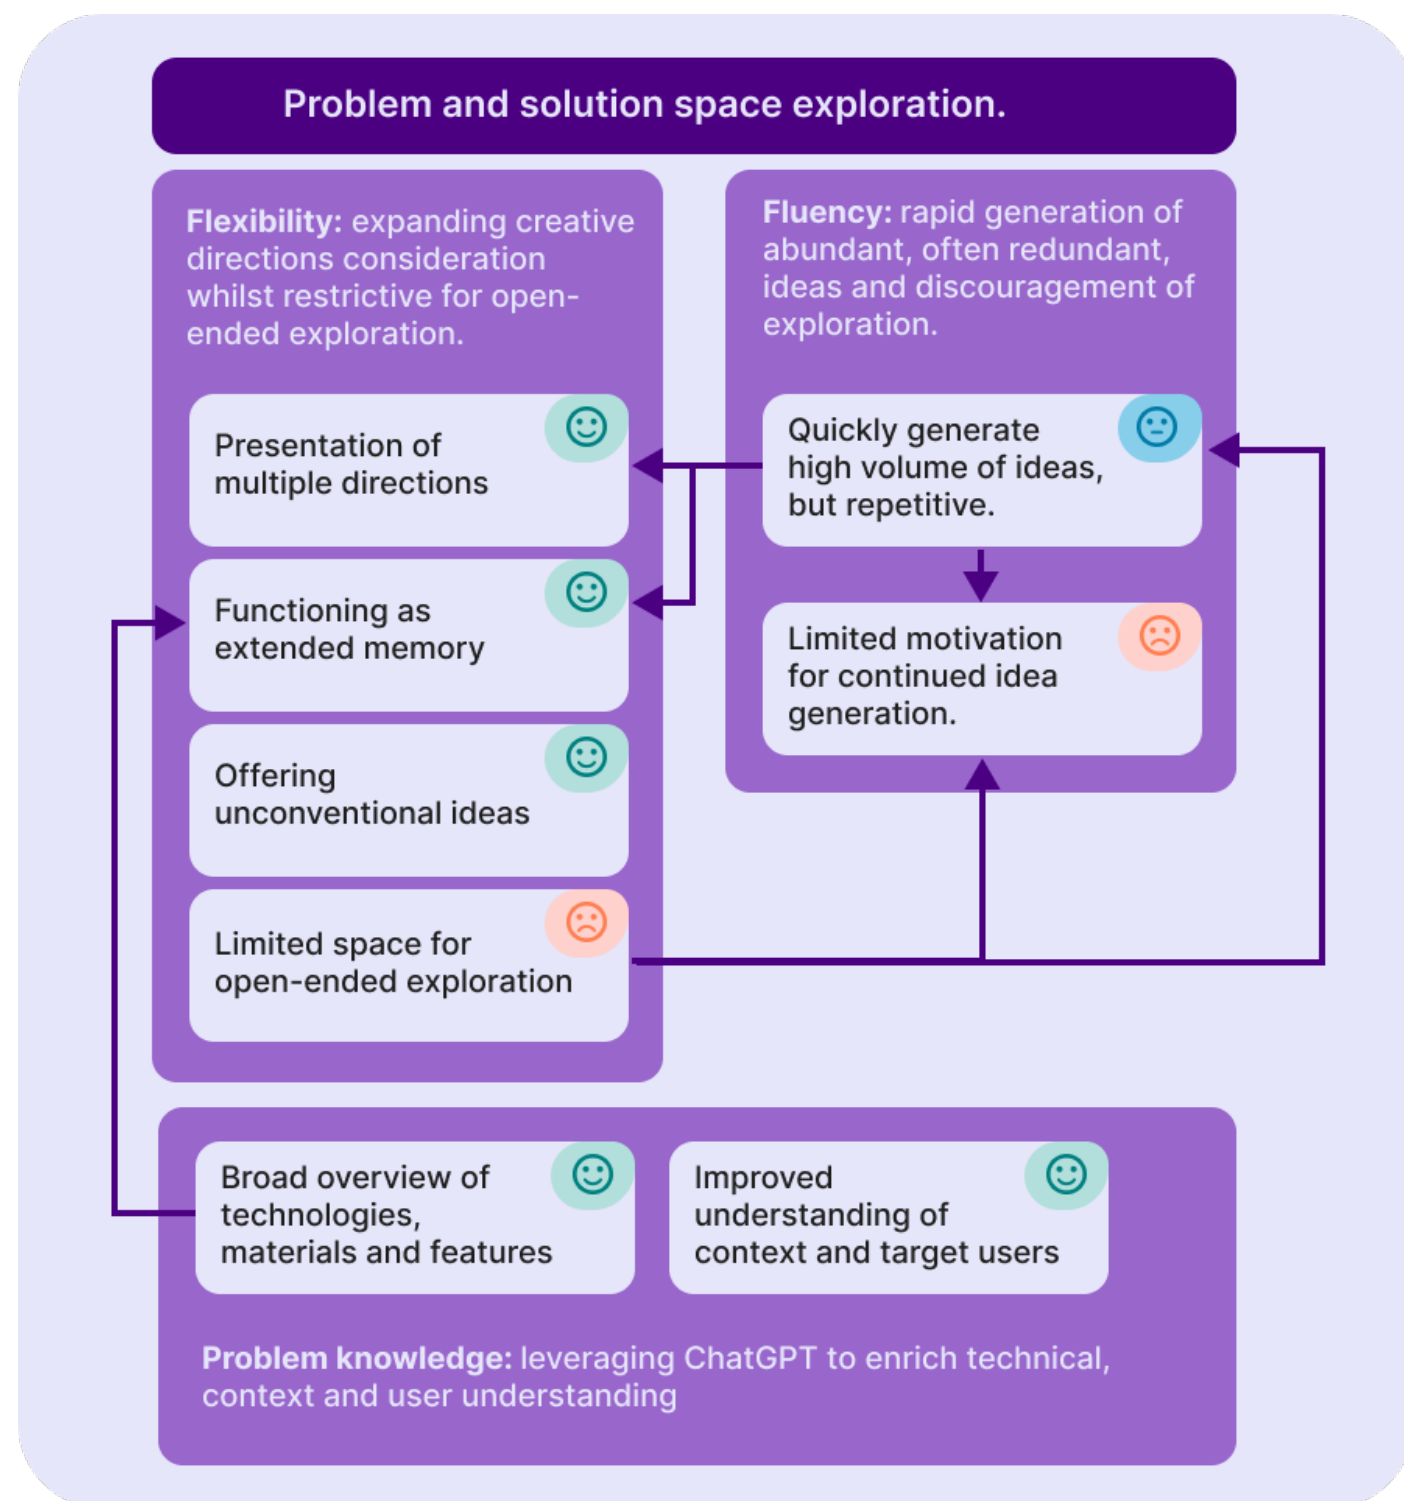 Problem and solution space exploration.
Flexibility: expanding creative
directions consideration
whilst restrictive for open-
ended exploration.
Presentation of
multiple directions
Functioning as
extended memory
Offering
unconventional ideas
Limited space for
open-ended exploration
Fluency: rapid generation of
abundant, often redundant,
ideas and discouragement of
exploration.
Quickly generate
high volume of ideas,
but repetitive.
Limited motivation
for continued idea
generation.
Broad overview of
technologies,
materials and features
Improved
understanding of
context and target users
Problem knowledge: leveraging ChatGPT to enrich technical,
context and user understanding